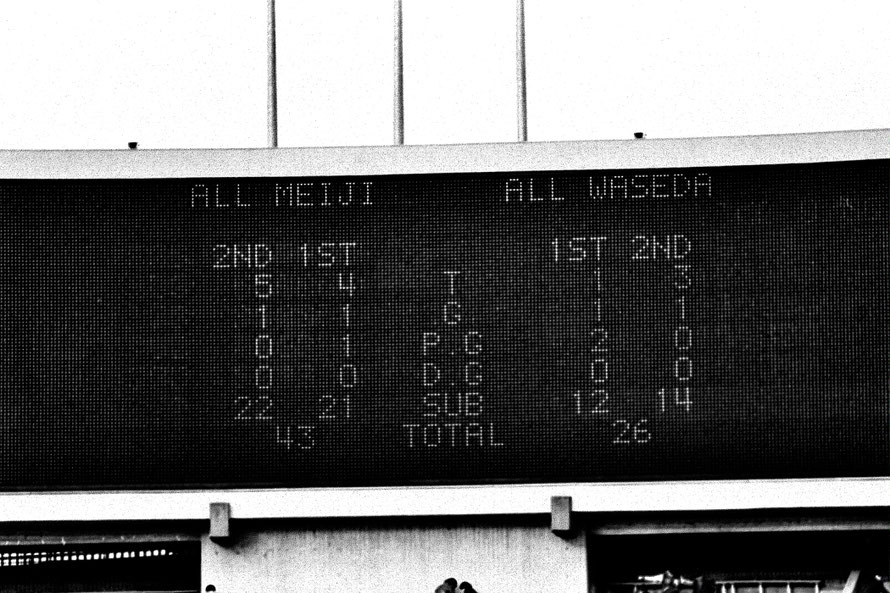 ALL MEIJI ALL WASEDA
2ND 1ST 1ST 2ND
5 4 T 1 3
1 1 G 1 1
0 1 P.G 2 0
0 0 D.G 0 0
22 21 SUB 12 14
43 TOTAL 26